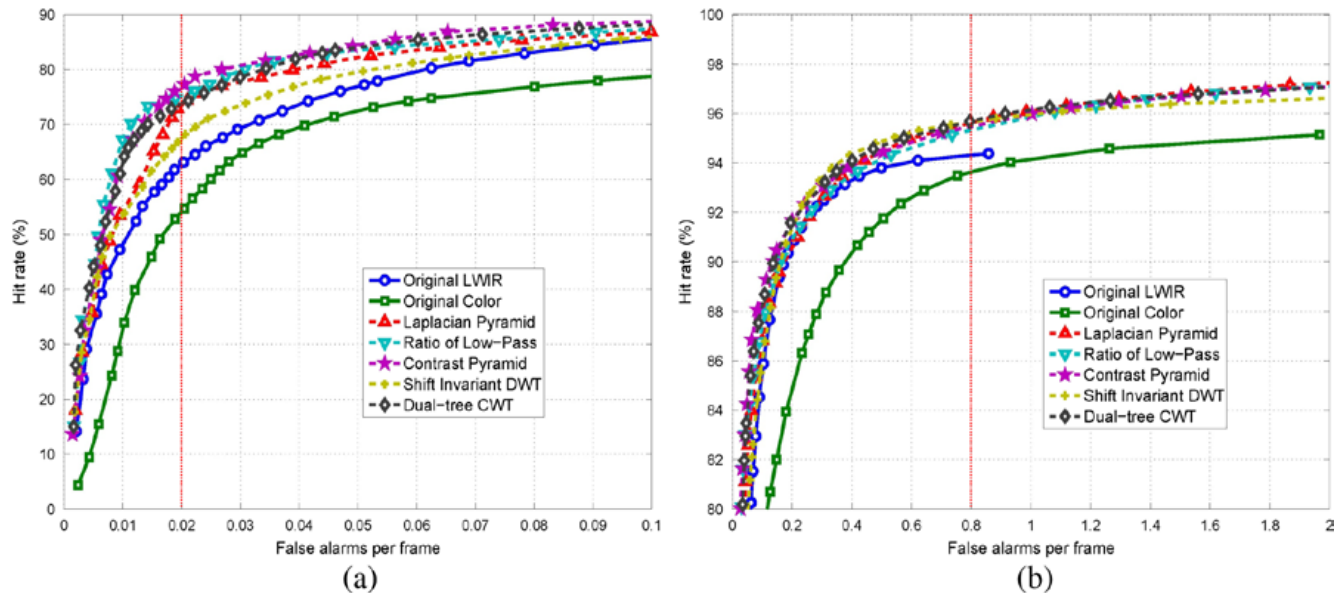 90
80
70
60
50
40
30
20
10
0
Hit rate (%)
Original LWIR
Original Color
Laplacian Pyramid
Ratio of Low-Pass
Contrast Pyramid
Shift Invariant DWT
Dual-tree CWT
0 0.01 0.02 0.03 0.04 0.05 0.06 0.07 0.08 0.09 0.1
False alarms per frame
(a)
100
98
96
94
92
90
88
86
84
82
80
Hit rate (%)
Original LWIR
Original Color
Laplacian Pyramid
Ratio of Low-Pass
Contrast Pyramid
Shift Invariant DWT
Dual-tree CWT
0 0.2 0.4 0.6 0.8 1 1.2 1.4 1.6 1.8 2
False alarms per frame
(b)